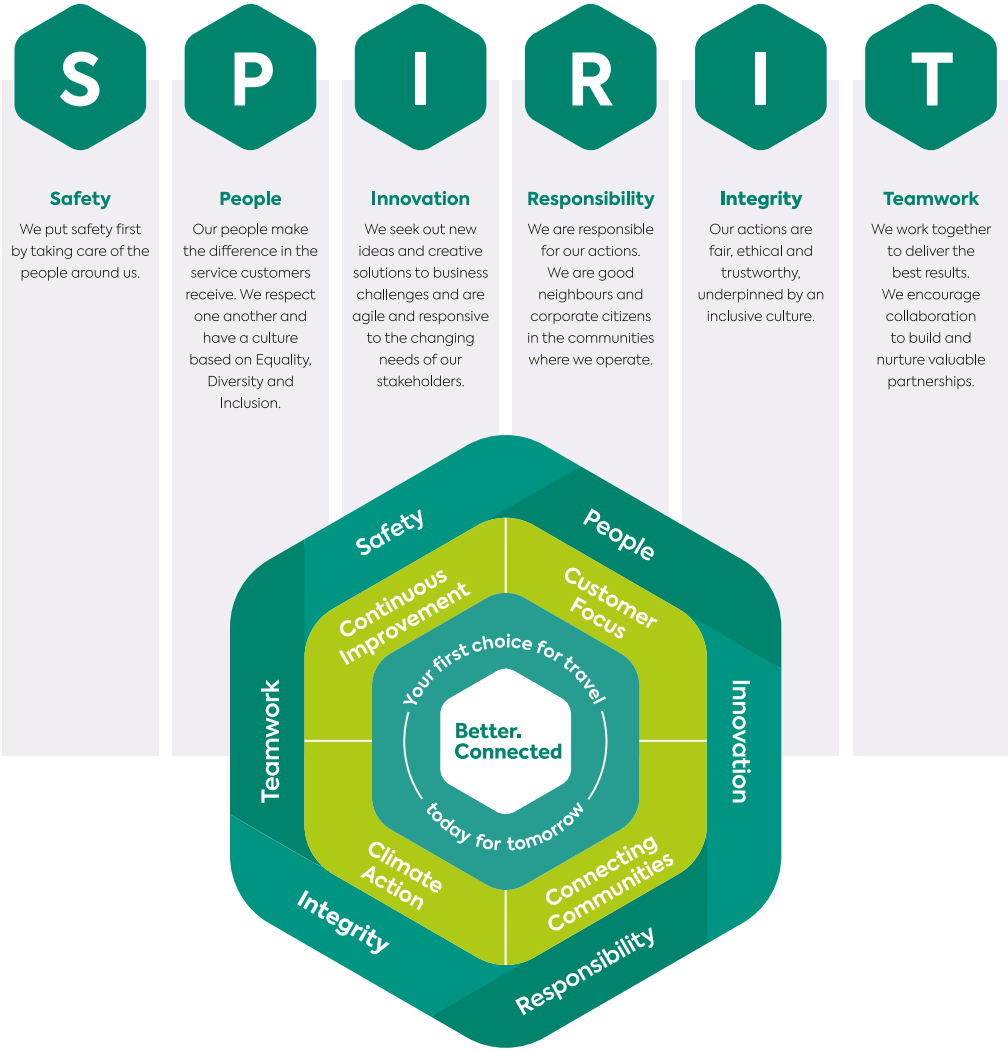 S
P
I
R
I
T
Safety
We put safety first
by taking care of the
people around us.
People
Our people make
the difference in the
service customers
receive. We respect
one another and
have a culture
based on Equality,
Diversity and
Inclusion.
Innovation
We seek out new
ideas and creative
solutions to business
challenges and are
agile and responsive
to the changing
needs of our
stakeholders.
Responsibility
We are responsible
for our actions.
We are good
neighbours and
corporate citizens
in the communities
where we operate.
Integrity
Our actions are
fair, ethical and
trustworthy,
underpinned by an
inclusive culture.
Teamwork
We work together
to deliver the
best results.
We encourage
collaboration
to build and
nurture valuable
partnerships.
Safety
People
Innovation
Responsibility
Integrity
Teamwork
Continuous
Improvement
Customer
Focus
Connecting
Communities
Climate
Action
Your first choice for travel
today for tomorrow
Better.
Connected